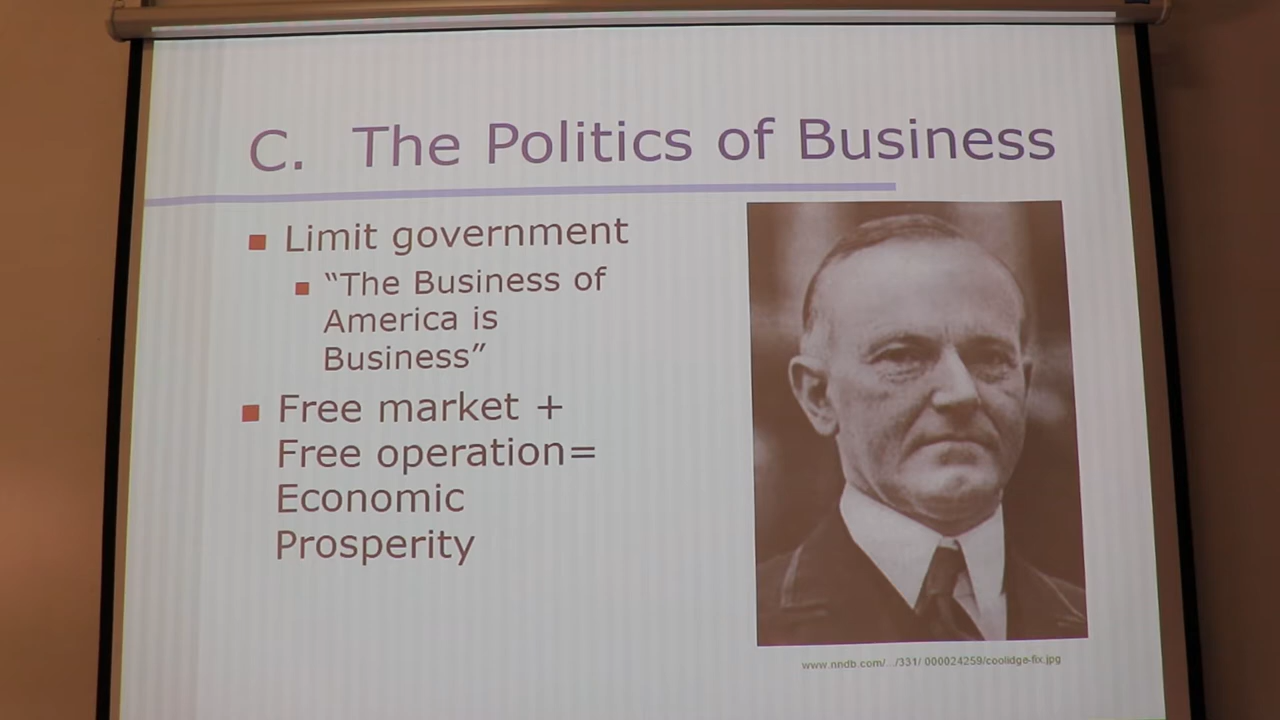 C. The Politics of Business
Limit government
“The Business of
America is
Business”
Free market +
Free operation=
Economic
Prosperity
www.nndb.com/.../331/ 000024259/coolidge-fix.jpg